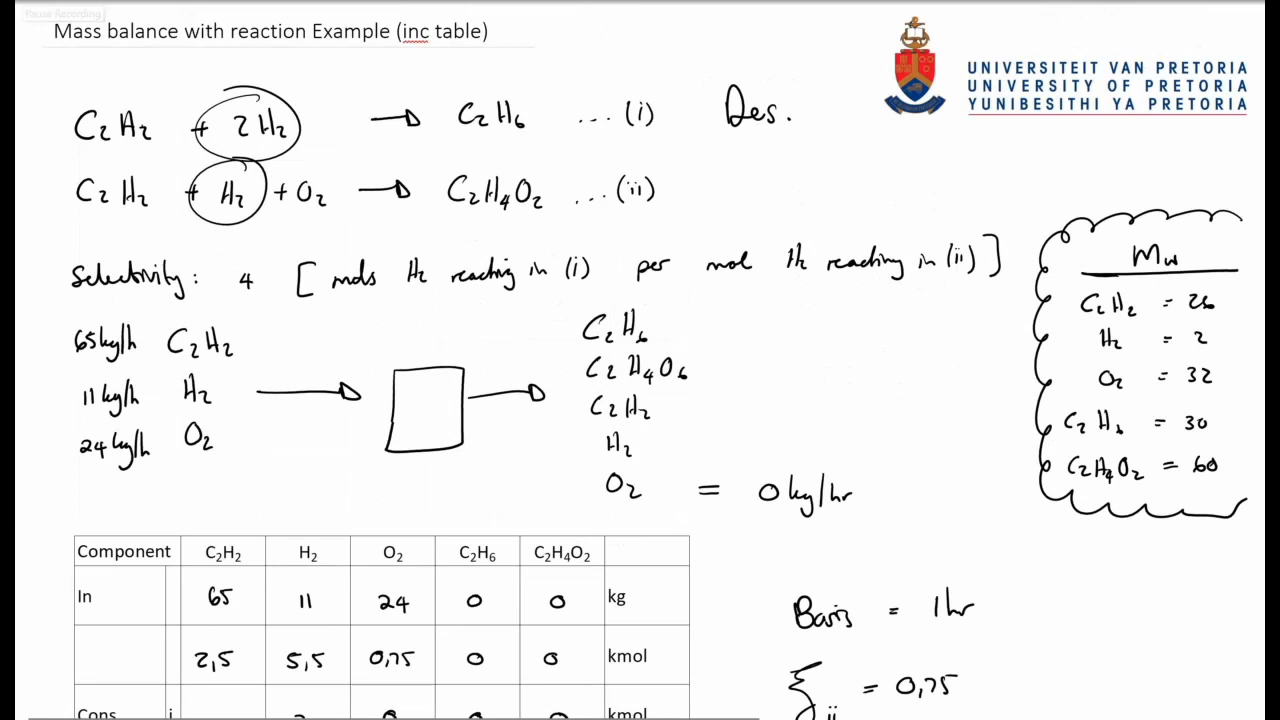 Pause Recording
Mass balance with reaction Example (inc table)
UNIVERSITEIT VAN PRETORIA
UNIVERSITY OF PRETORIA
YUNIBESITHI YA PRETORIA
C₂H₂ + 2H₂ → C₂H₆ ...(i) Des.
C₂H₂ + H₂ + O₂ → C₂H₄O₂ ...(ii)
Selectivity: 4 [mols H₂ reacting in (i) per mol H₂ reacting in (ii)]
65kg/h C₂H₂
11kg/h H₂
24kg/h O₂
C₂H₆
C₂H₄O₆
C₂H₂
H₂
O₂ = 0kg/hr
Mw
C₂H₂ = 26
H₂ = 2
O₂ = 32
C₂H₆ = 30
C₂H₄O₂ = 60
Component C₂H₂ H₂ O₂ C₂H₆ C₂H₄O₂
In 65 11 24 0 0 kg
2,5 5,5 0,75 0 0 kmol
Cons i kmol
Basis = 1hr
ξii = 0,75